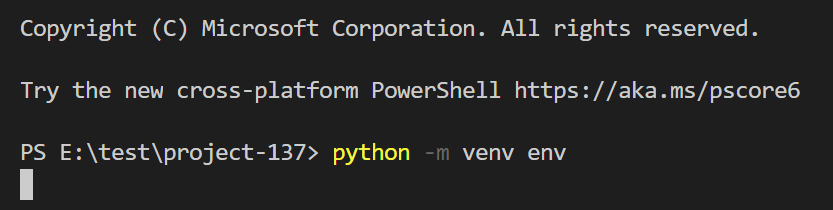 Copyright (C) Microsoft Corporation. All rights reserved.
Try the new cross-platform PowerShell https://aka.ms/pscore6
PS E:\test\project-137> python -m venv env